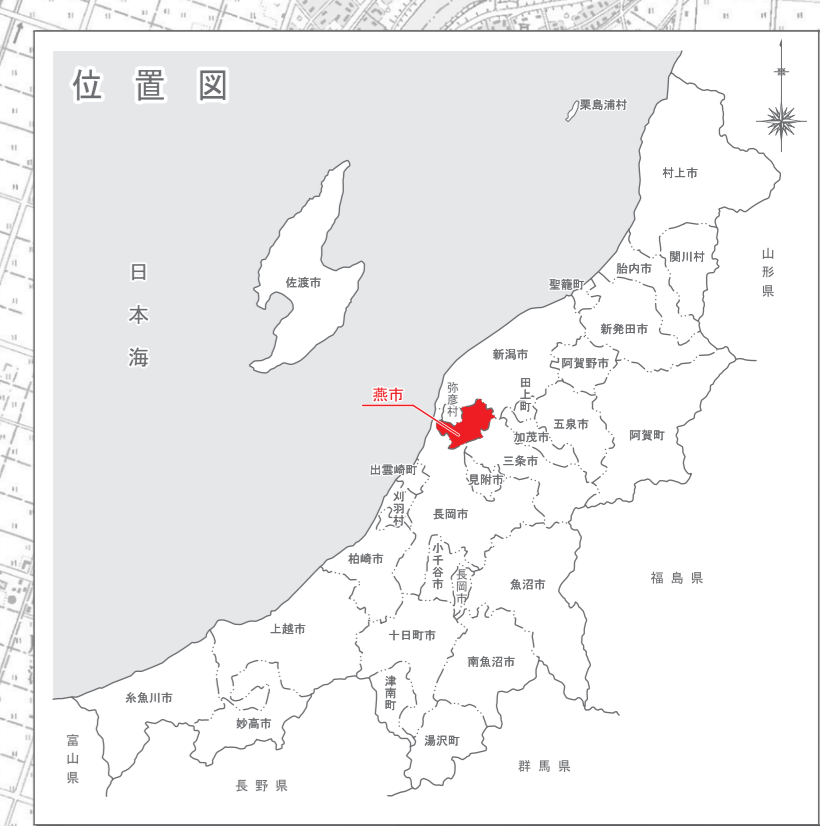 位置図
粟島浦村
村上市
関川村
胎内市
山形県
日本海
佐渡市
聖籠町
新発田市
新潟市
阿賀野市
弥彦村
田上町
燕市
五泉市
阿賀町
加茂市
三条市
出雲崎町
見附市
刈羽村
長岡市
柏崎市
小千谷市
長岡市
魚沼市
福島県
上越市
十日町市
南魚沼市
糸魚川市
津南町
妙高市
湯沢町
富山県
長野県
群馬県